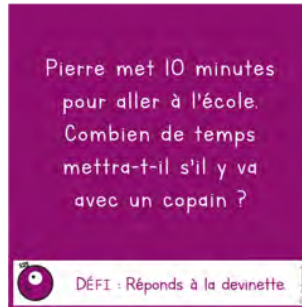 Pierre met 10 minutes
pour aller à l'école.
Combien de temps
mettra-t-il s'il y va
avec un copain ?
DÉFI : Réponds à la devinette.